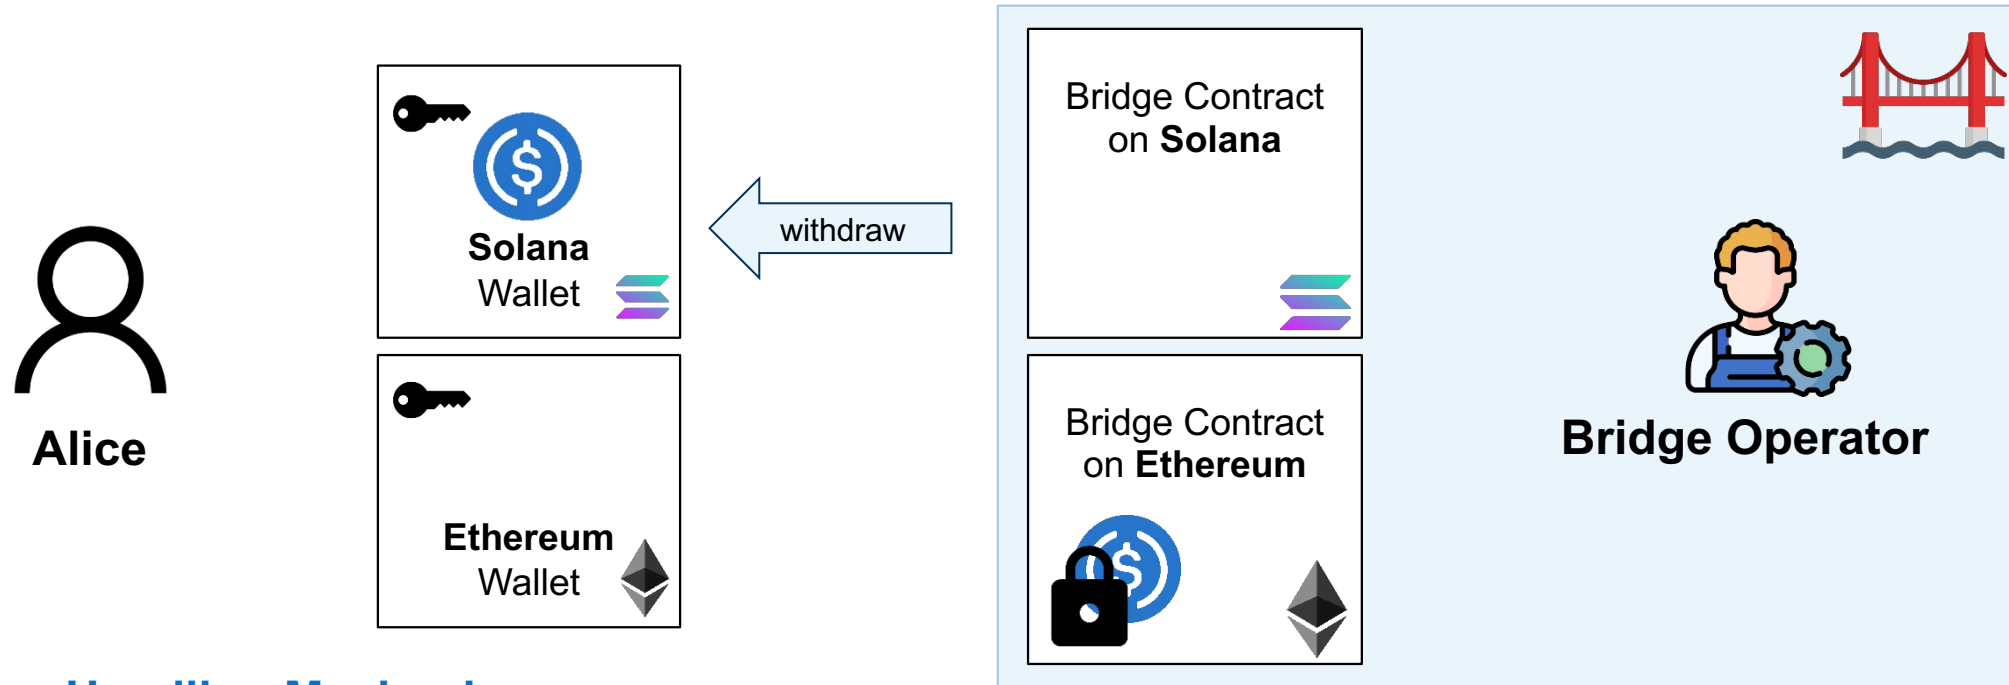 Solana
Wallet
withdraw
Bridge Contract
on Solana
Alice
Ethereum
Wallet
Bridge Contract
on Ethereum
Bridge Operator